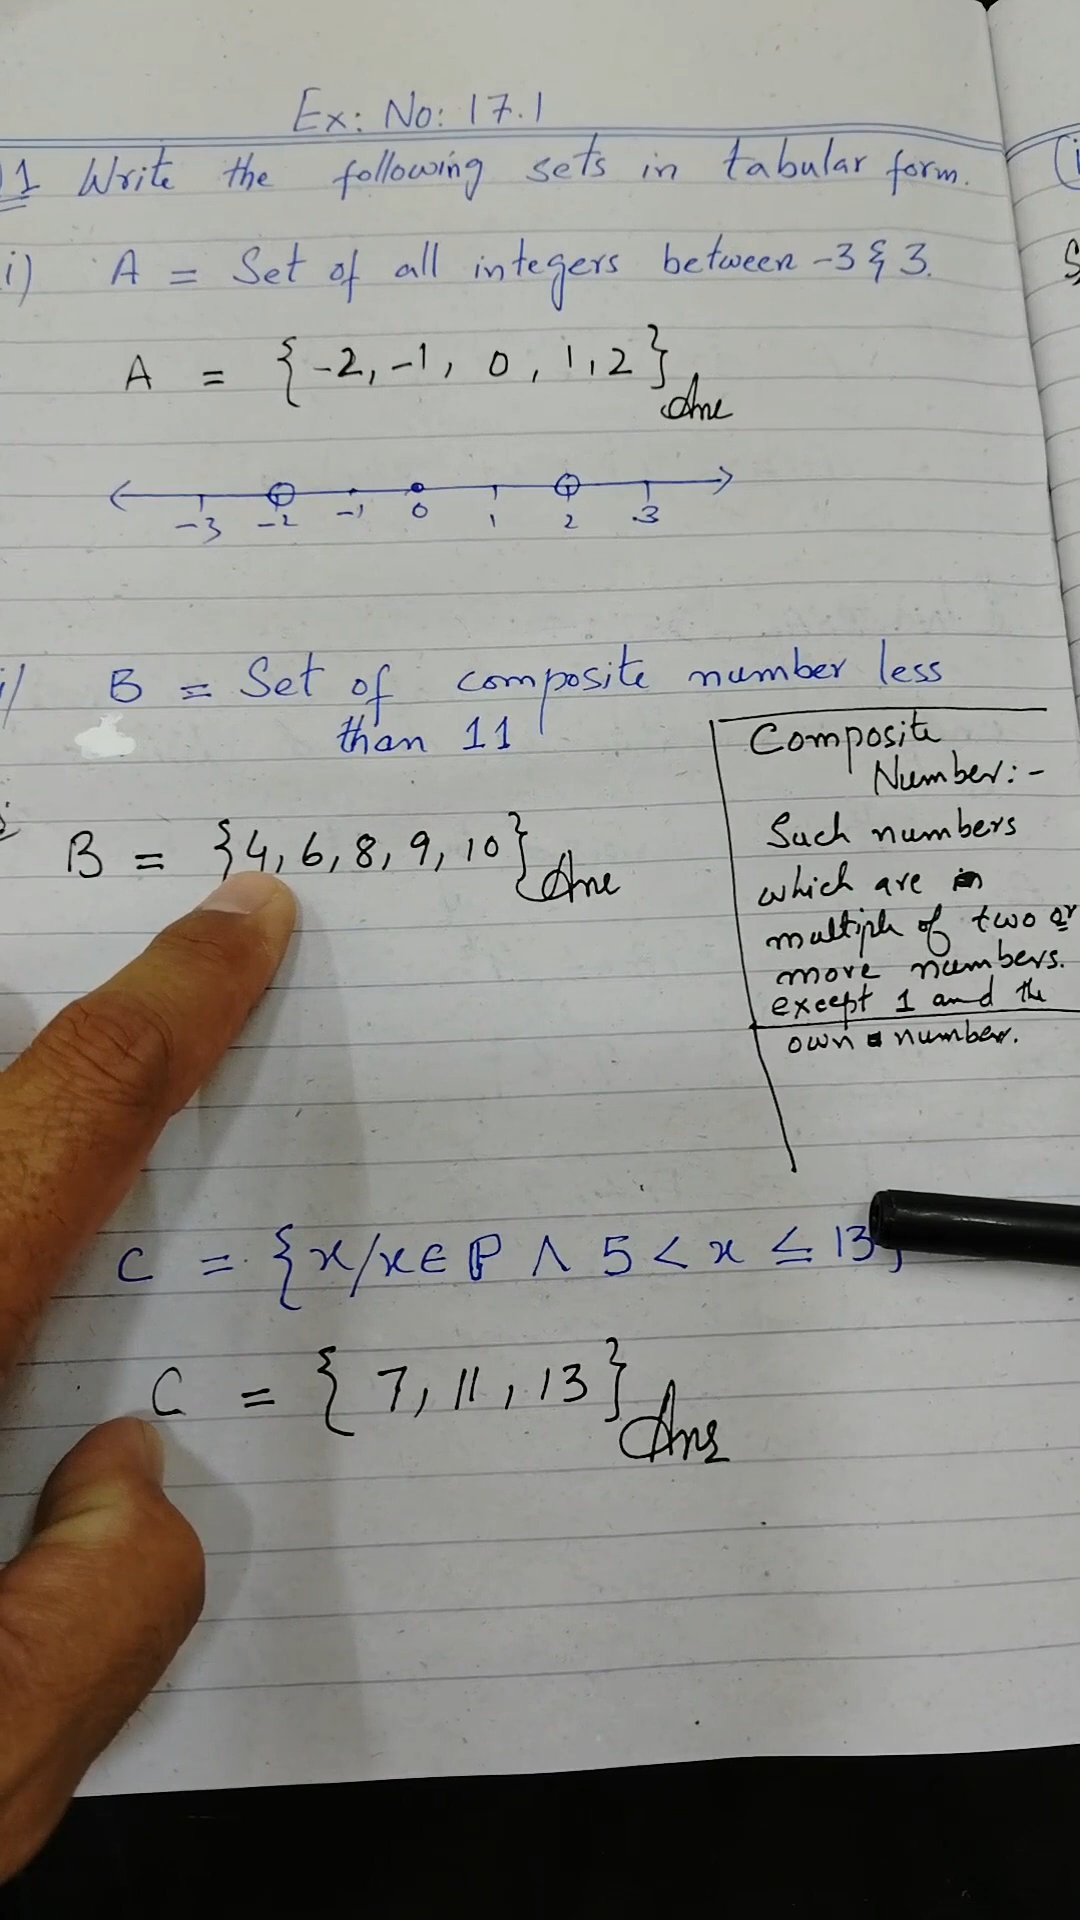 Ex: No: 17.1
1 Write the following sets in tabular form.
i) A = Set of all integers between -3 & 3.
A = {-2, -1, 0, 1, 2} Ans
-3 -2 -1 0 1 2 3
B = Set of composite number less
than 11
B = {4, 6, 8, 9, 10} Ans
Composite
Number:-
Such numbers
which are
multiple of two or
more numbers.
except 1 and the
own number.
C = {x/x∈P ∧ 5 < x ≤ 13}
C = {7, 11, 13} Ans